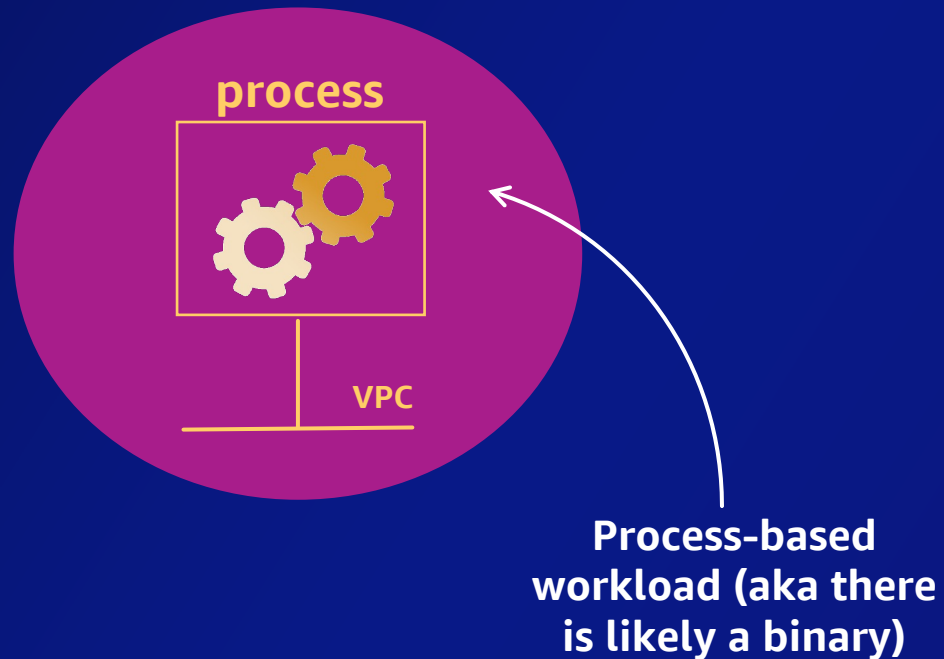 process
VPC
Process-based
workload (aka there
is likely a binary)